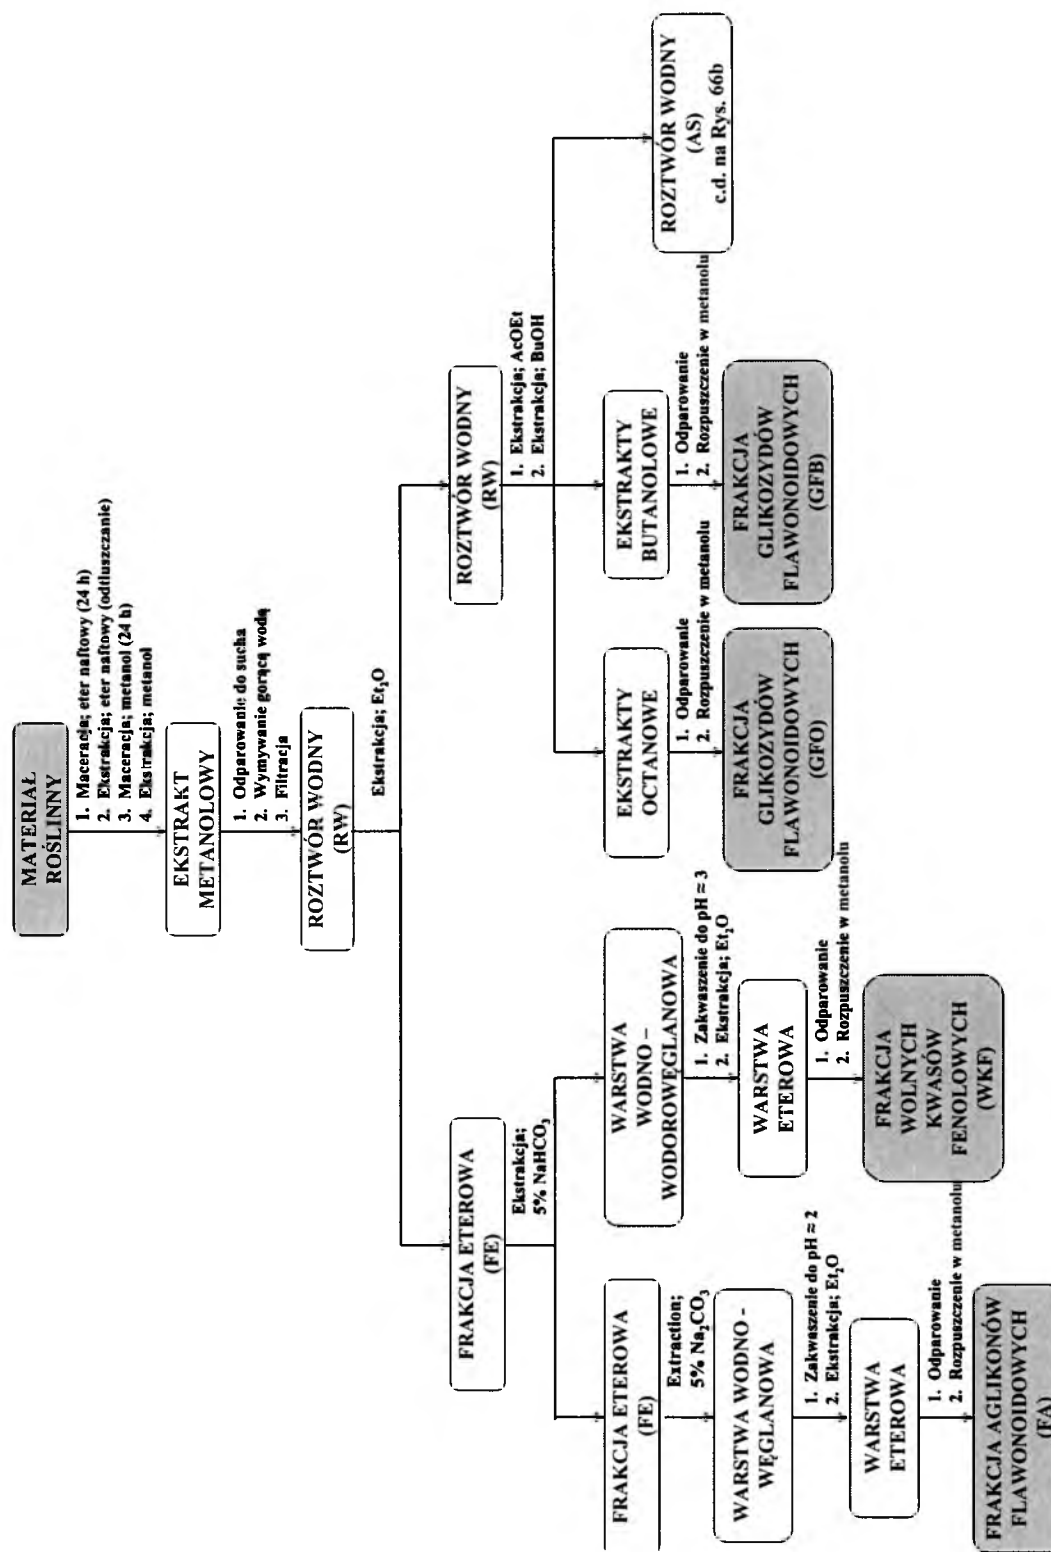 MATERIAŁ
ROŚLINNY
1. Maceracja; eter naftowy (24 h)
2. Ekstrakcja; eter naftowy (odtłuszczanie)
3. Maceracja; metanol (24 h)
4. Ekstrakcja; metanol
EKSTRAKT
METANOLOWY
1. Odparowanie do sucha
2. Wymywanie gorącą wodą
3. Filtracja
ROZTWÓR WODNY
(RW)
Ekstrakcja; Et₂O
FRAKCJA ETEROWA
(FE)
Ekstrakcja;
5% NaHCO₃
FRAKCJA ETEROWA
(FE)
Extraction;
5% Na₂CO₃
WARSTWA WODNO -
WĘGLANOWA
1. Zakwaszenie do pH ≈ 2
2. Ekstrakcja; Et₂O
WARSTWA
ETEROWA
1. Odparowanie
2. Rozpuszczenie w metanolu
FRAKCJA AGLIKONÓW
FLAWONOIDOWYCH
(FA)
WARSTWA
WODNO –
WODOROWĘGLANOWA
1. Zakwaszenie do pH ≈ 3
2. Ekstrakcja; Et₂O
WARSTWA
ETEROWA
1. Odparowanie
2. Rozpuszczenie w metanolu
FRAKCJA
WOLNYCH
KWASÓW
FENOLOWYCH
(WKF)
ROZTWÓR WODNY
(RW)
1. Ekstrakcja; AcOEt
2. Ekstrakcja; BuOH
EKSTRAKTY
OCTANOWE
1. Odparowanie
2. Rozpuszczenie w metanolu
FRAKCJA
GLIKOZYDÓW
FLAWONOIDOWYCH
(GFO)
EKSTRAKTY
BUTANOLOWE
1. Odparowanie
2. Rozpuszczenie w metanolu
FRAKCJA
GLIKOZYDÓW
FLAWONOIDOWYCH
(GFB)
ROZTWÓR WODNY
(AS)
c.d. na Rys. 66b